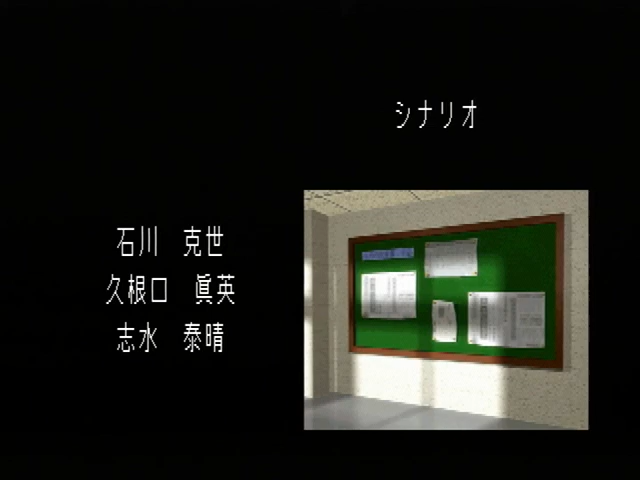 シナリオ
石川　克世
久根口　眞英
志水　泰晴